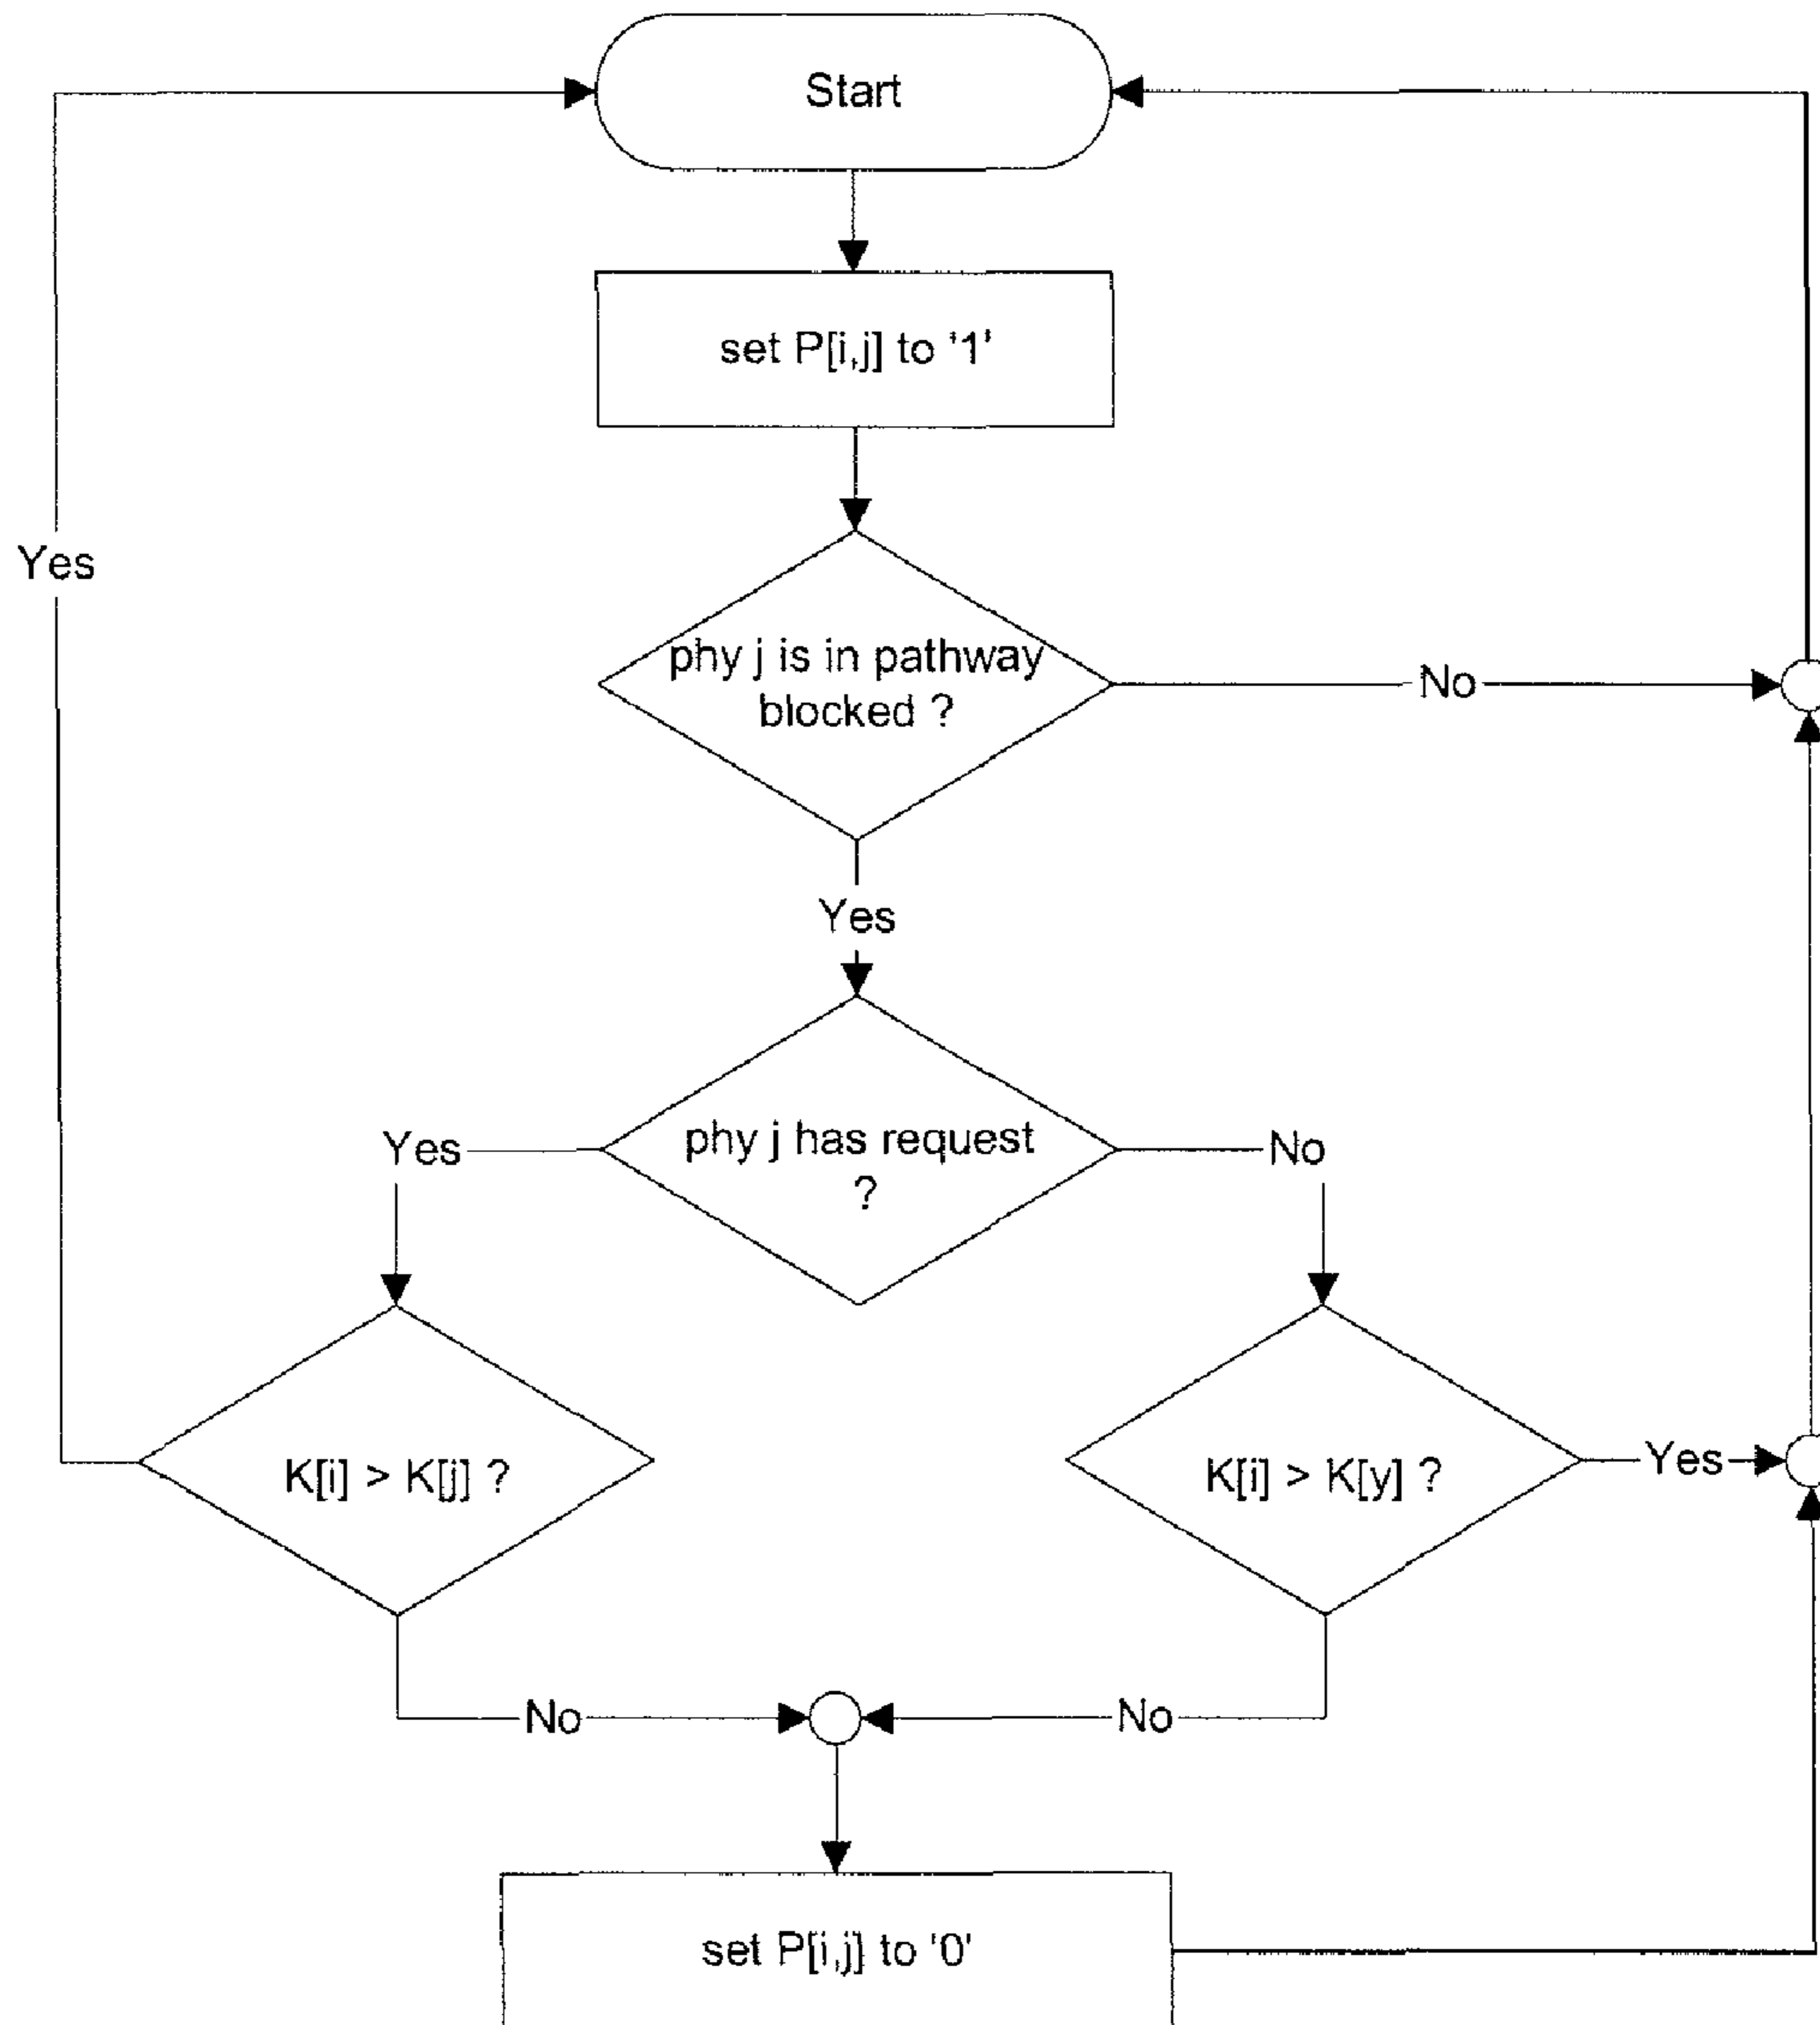 Start
set P[i,j] to '1'
Yes
phy j is in pathway
blocked ?
No
Yes
Yes
phy j has request
?
No
K[i] > K[j] ?
K[i] > K[y] ?
Yes
No
No
set P[i,j] to '0'